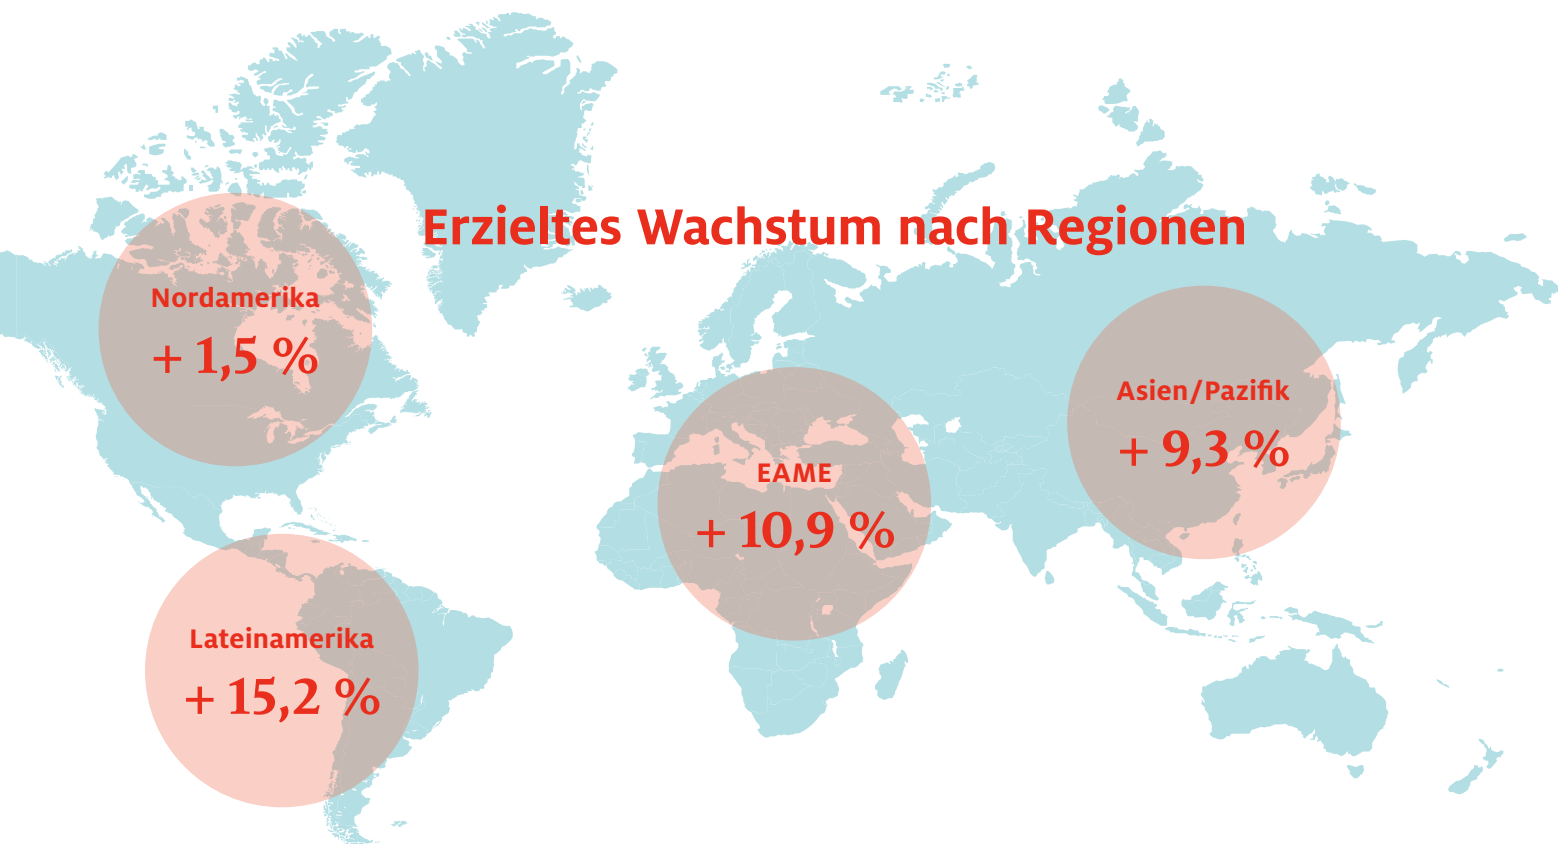 Erzieltes Wachstum nach Regionen
Nordamerika
+ 1,5 %
Asien/Pazifik
+ 9,3 %
EAME
+ 10,9 %
Lateinamerika
+ 15,2 %